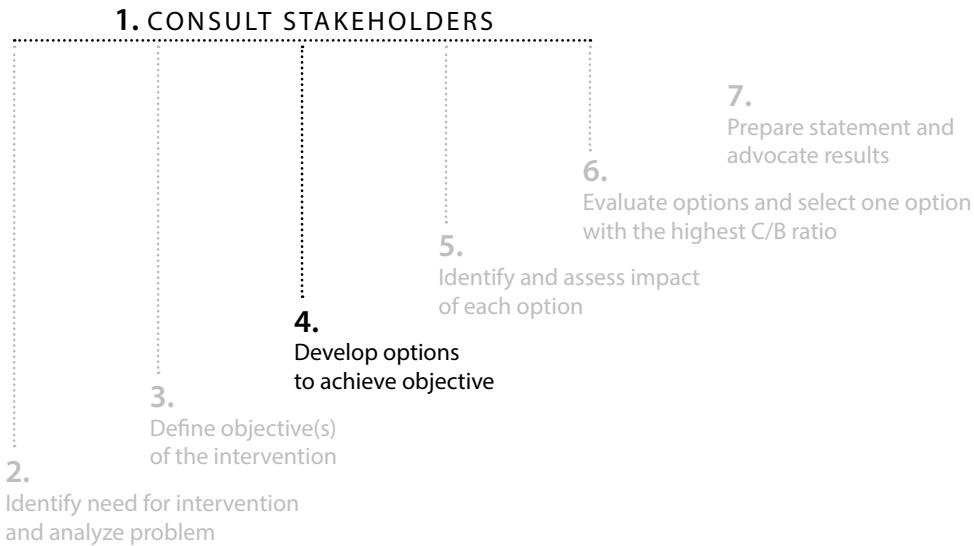 1. CONSULT STAKEHOLDERS
7.
Prepare statement and
advocate results
6.
Evaluate options and select one option
with the highest C/B ratio
5.
Identify and assess impact
of each option
4.
Develop options
to achieve objective
3.
Define objective(s)
of the intervention
2.
Identify need for intervention
and analyze problem